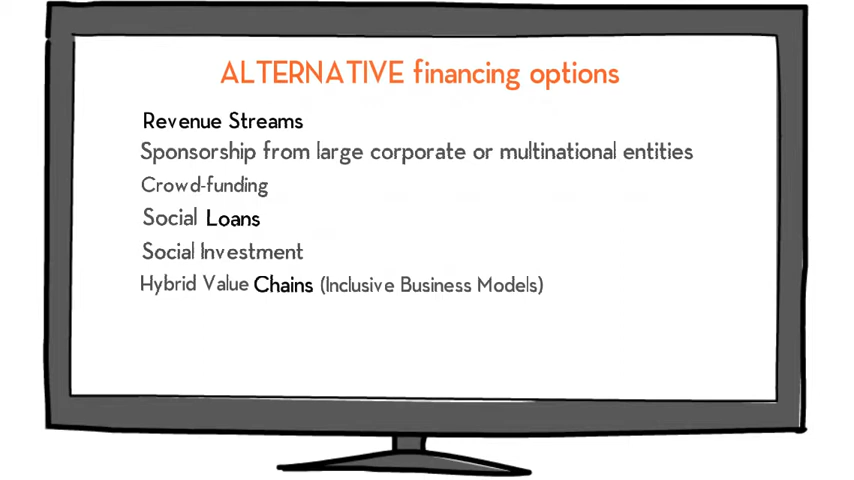 ALTERNATIVE financing options
Revenue Streams
Sponsorship from large corporate or multinational entities
Crowd-funding
Social Loans
Social Investment
Hybrid Value Chains (Inclusive Business Models)